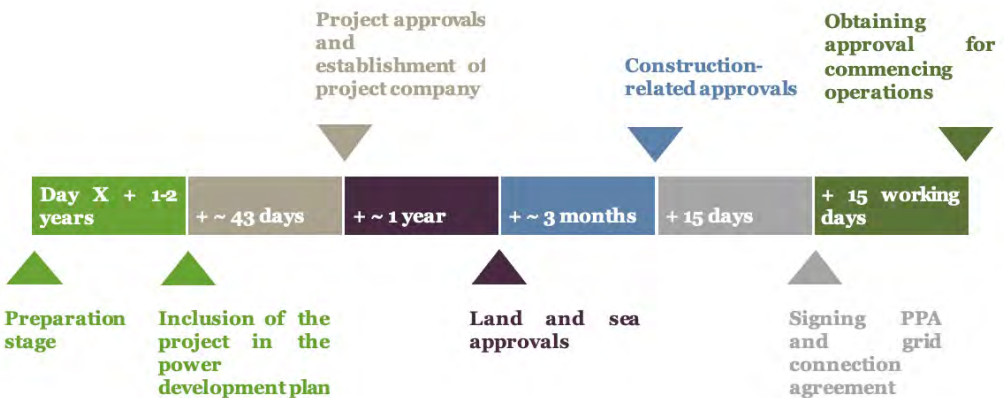 Project approvals
and
establishment of
project company
Construction-
related approvals
Obtaining
approval for
commencing
operations
Day X + 1-2
years
+ ~ 43 days
+ ~ 1 year
+ ~ 3 months
+ 15 days
+ 15 working
days
Preparation
stage
Inclusion of the
project in the
power
development plan
Land and sea
approvals
Signing PPA
and grid
connection
agreement